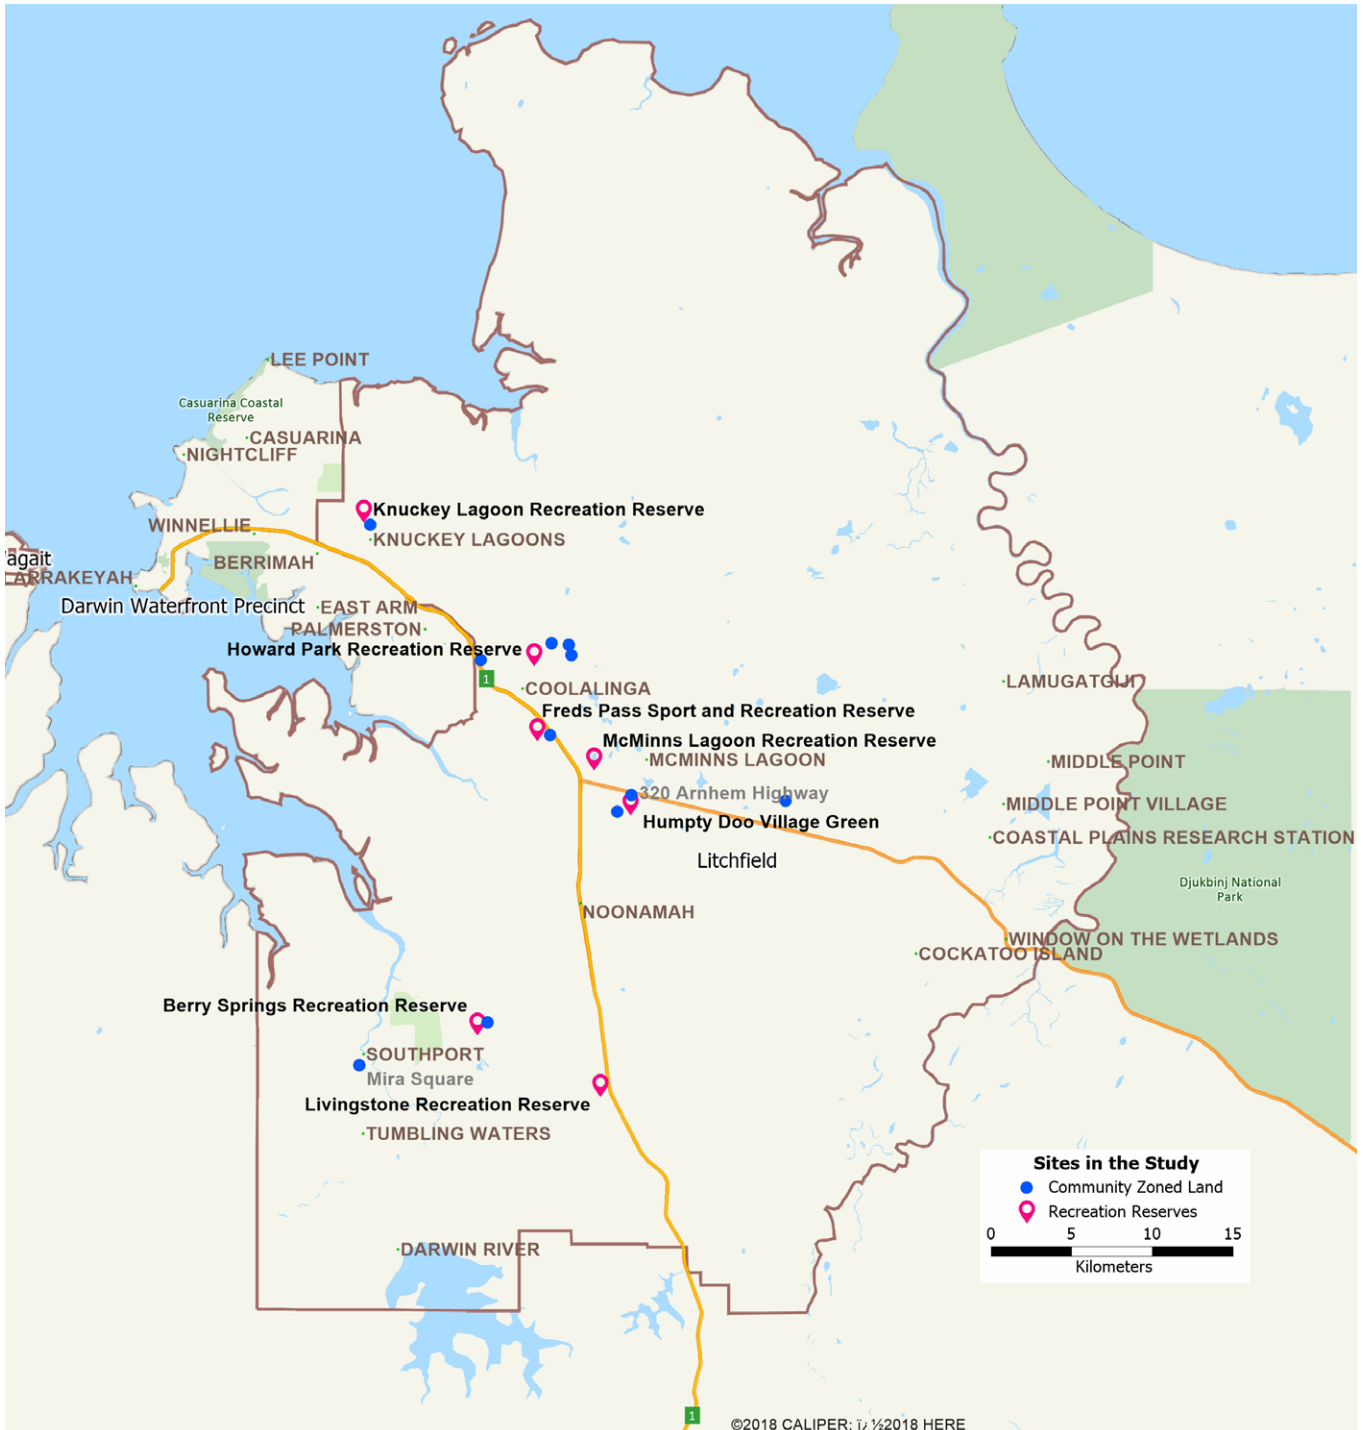 LEE POINT
Casuarina Coastal
Reserve
CASUARINA
NIGHTCLIFF
Knuckey Lagoon Recreation Reserve
WINNELLIE
KNUCKEY LAGOONS
agait
BERRIMAH
ARRAKEYAH
Darwin Waterfront Precinct
EAST ARM
PALMERSTON
Howard Park Recreation Reserve
1
COOLALINGA
LAMUGATGIJI
Freds Pass Sport and Recreation Reserve
McMinns Lagoon Recreation Reserve
MCMINNS LAGOON
MIDDLE POINT
320 Arnhem Highway
MIDDLE POINT VILLAGE
Humpty Doo Village Green
COASTAL PLAINS RESEARCH STATION
Litchfield
Djukbinj National
Park
NOONAMAH
WINDOW ON THE WETLANDS
COCKATOO ISLAND
Berry Springs Recreation Reserve
SOUTHPORT
Mira Square
Livingstone Recreation Reserve
TUMBLING WATERS
Sites in the Study
Community Zoned Land
Recreation Reserves
0 5 10 15
Kilometers
DARWIN RIVER
1
©2018 CALIPER; ï¿½2018 HERE